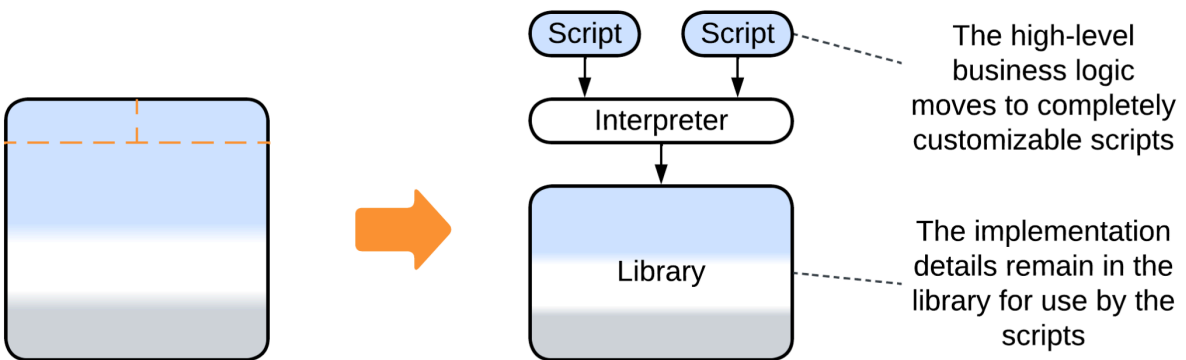 Script
Script
The high-level
business logic
moves to completely
customizable scripts
Interpreter
Library
The implementation
details remain in the
library for use by the
scripts